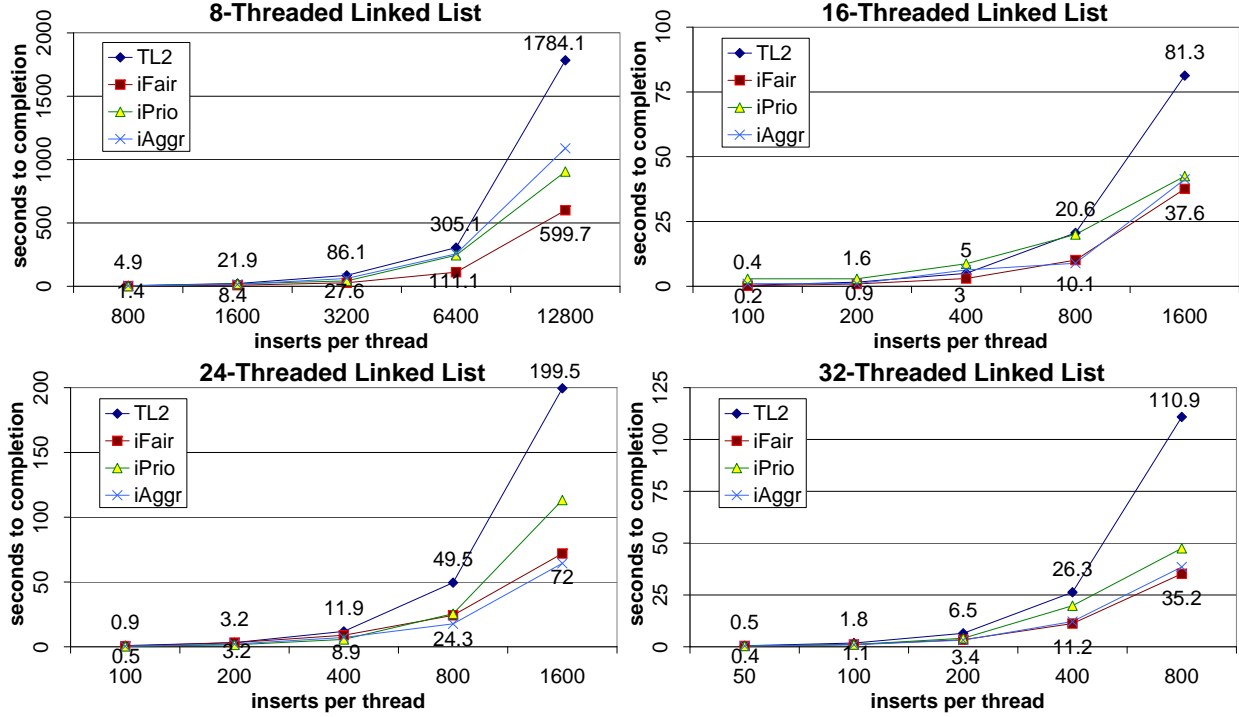 8-Threaded Linked List
seconds to completion
2000
1500
1000
500
0
TL2
iFair
iPrio
iAggr
4.9
21.9
86.1
305.1
1784.1
1.4
8.4
27.6
111.1
599.7
800
1600
3200
6400
12800
inserts per thread
16-Threaded Linked List
seconds to completion
100
75
50
25
0
TL2
iFair
iPrio
iAggr
0.4
1.6
5
20.6
81.3
0.2
0.9
3
10.1
37.6
100
200
400
800
1600
inserts per thread
24-Threaded Linked List
seconds to completion
200
150
100
50
0
TL2
iFair
iPrio
iAggr
0.9
3.2
11.9
49.5
199.5
0.5
3.2
8.9
24.3
72
100
200
400
800
1600
inserts per thread
32-Threaded Linked List
seconds to completion
125
100
75
50
25
0
TL2
iFair
iPrio
iAggr
0.5
1.8
6.5
26.3
110.9
0.4
1.1
3.4
11.2
35.2
50
100
200
400
800
inserts per thread